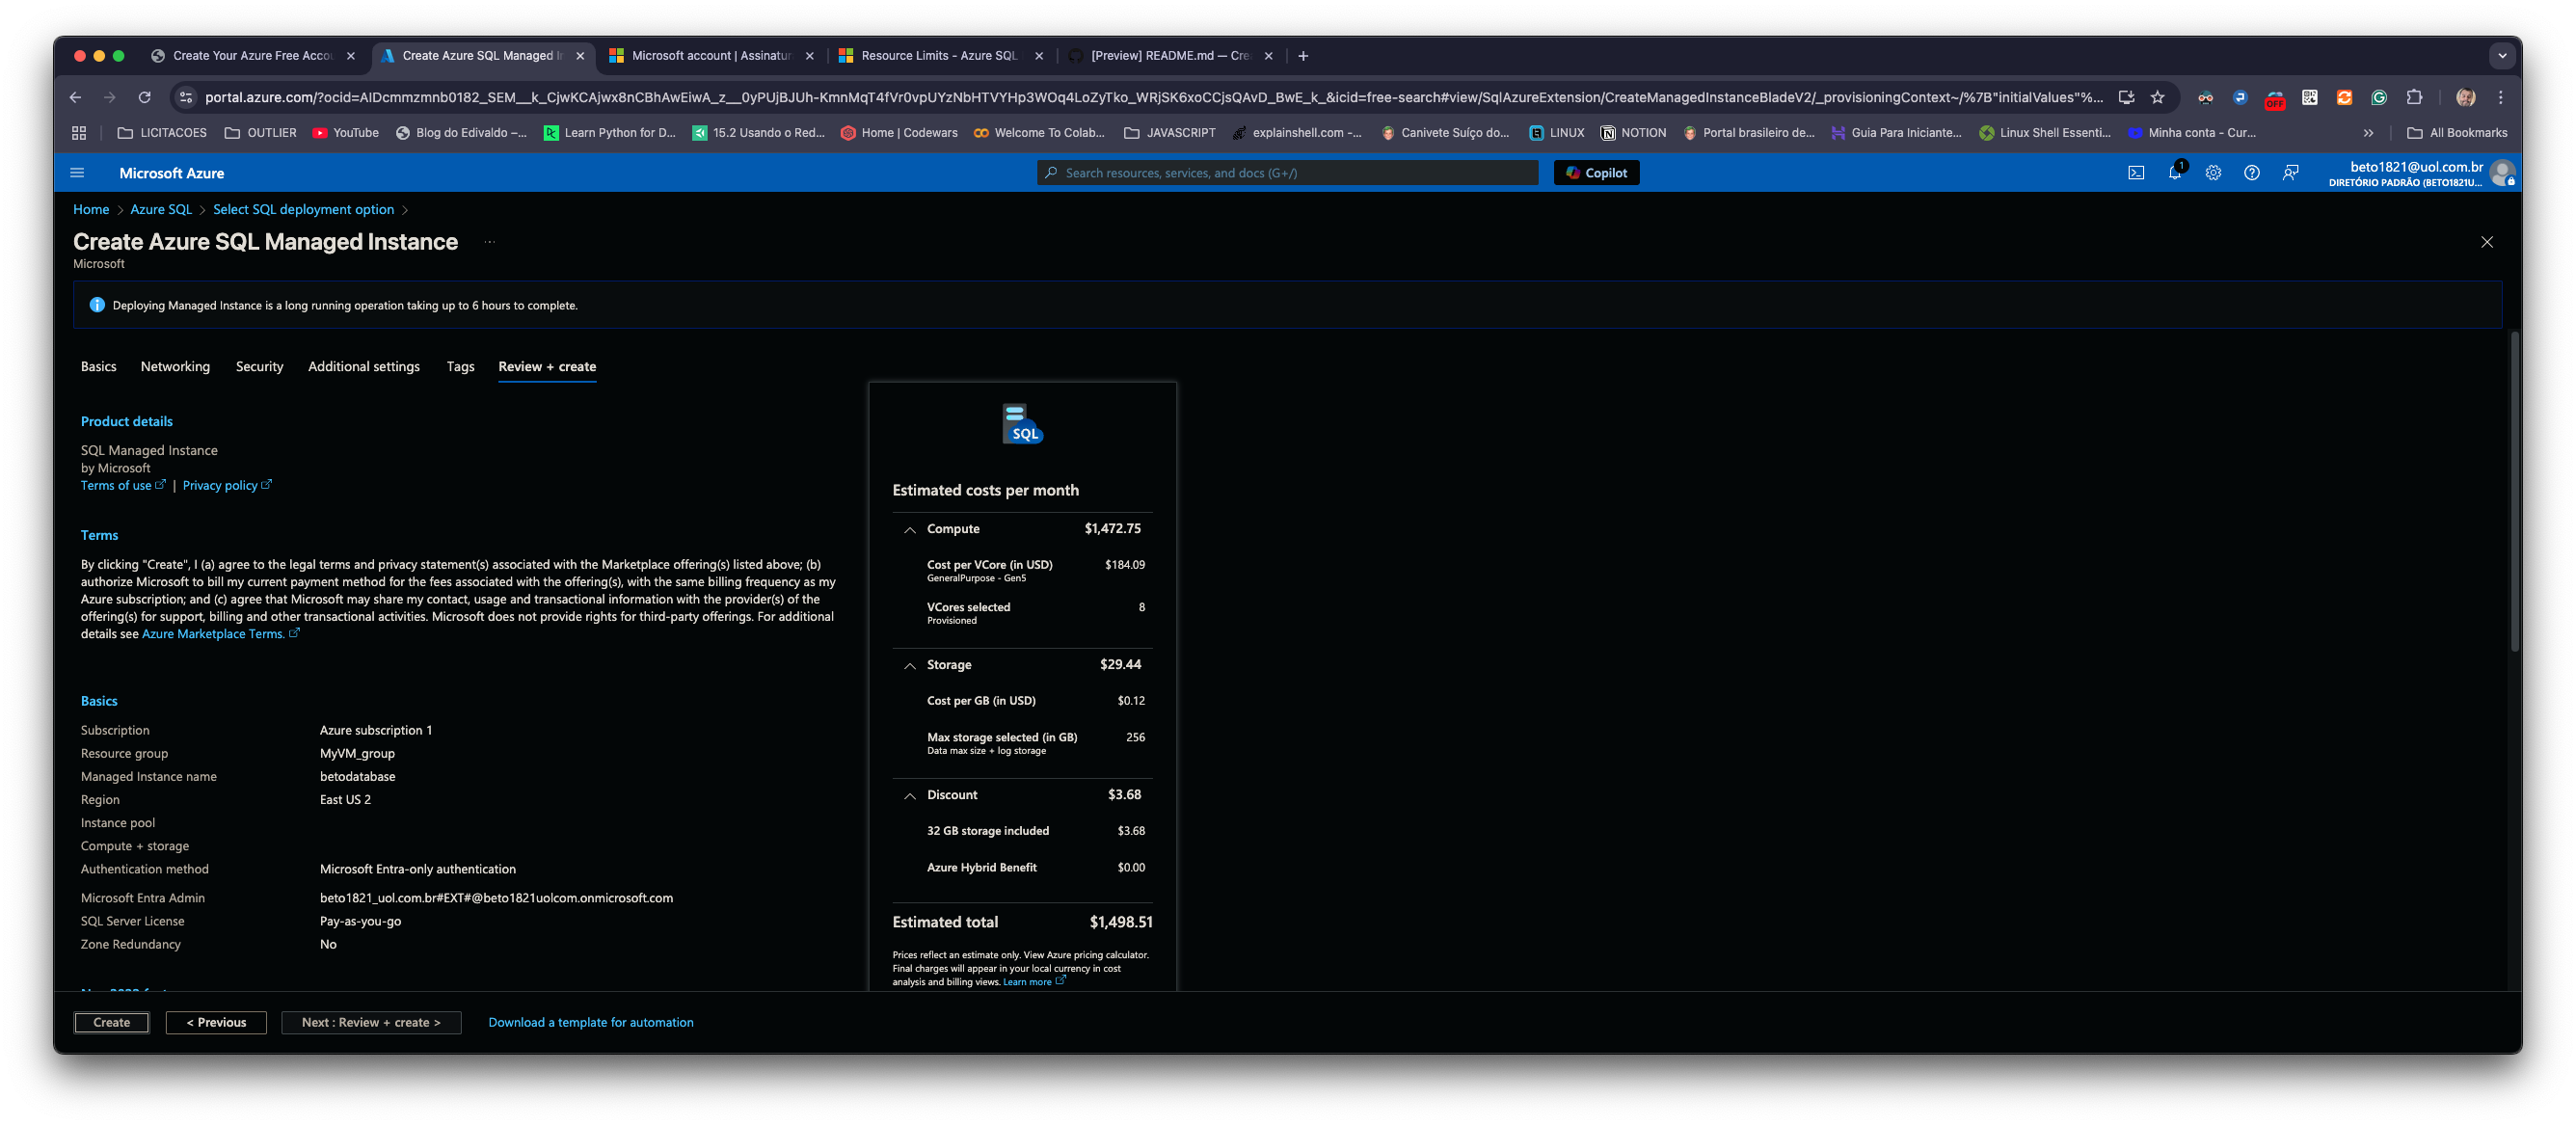 Create Your Azure Free Accou
Create Azure SQL Managed In
Microsoft account | Assinatura
Resource Limits - Azure SQL
[Preview] README.md — Cre
portal.azure.com/?ocid=AIDcmmzmnb0182_SEM__k_CjwKCAjwx8nCBhAwEiwA_z__0yPUjBJUh-KmnMqT4fVr0vpUYzNbHTVYHp3WOq4LoZyTko_WRjSK6xoCCjsQAvD_BwE_k_&icid=free-search#view/SqlAzureExtension/CreateManagedInstanceBladeV2/_provisioningContext~/%7B"initialValues"%...
OFF
LICITACOES
OUTLIER
YouTube
Blog do Edivaldo –...
Learn Python for D...
15.2 Usando o Red...
Home | Codewars
Welcome To Colab...
JAVASCRIPT
explainshell.com -...
Canivete Suíço do...
LINUX
NOTION
Portal brasileiro de...
Guia Para Iniciante...
Linux Shell Essenti...
Minha conta - Cur...
All Bookmarks
Microsoft Azure
Search resources, services, and docs (G+/)
Copilot
1
beto1821@uol.com.br
DIRETÓRIO PADRÃO (BETO1821U...
Home > Azure SQL > Select SQL deployment option >
Create Azure SQL Managed Instance ...
Microsoft
Deploying Managed Instance is a long running operation taking up to 6 hours to complete.
Basics Networking Security Additional settings Tags Review + create
Product details
SQL Managed Instance
by Microsoft
Terms of use | Privacy policy
Terms
By clicking "Create", I (a) agree to the legal terms and privacy statement(s) associated with the Marketplace offering(s) listed above; (b)
authorize Microsoft to bill my current payment method for the fees associated with the offering(s), with the same billing frequency as my
Azure subscription; and (c) agree that Microsoft may share my contact, usage and transactional information with the provider(s) of the
offering(s) for support, billing and other transactional activities. Microsoft does not provide rights for third-party offerings. For additional
details see Azure Marketplace Terms.
Basics
Subscription Azure subscription 1
Resource group MyVM_group
Managed Instance name betodatabase
Region East US 2
Instance pool
Compute + storage
Authentication method Microsoft Entra-only authentication
Microsoft Entra Admin beto1821_uol.com.br#EXT#@beto1821uolcom.onmicrosoft.com
SQL Server License Pay-as-you-go
Zone Redundancy No
SQL
Estimated costs per month
Compute $1,472.75
Cost per VCore (in USD) $184.09
GeneralPurpose - Gen5
VCores selected 8
Provisioned
Storage $29.44
Cost per GB (in USD) $0.12
Max storage selected (in GB) 256
Data max size + log storage
Discount $3.68
32 GB storage included $3.68
Azure Hybrid Benefit $0.00
Estimated total $1,498.51
Prices reflect an estimate only. View Azure pricing calculator.
Final charges will appear in your local currency in cost
analysis and billing views. Learn more
Create
< Previous
Next : Review + create >
Download a template for automation